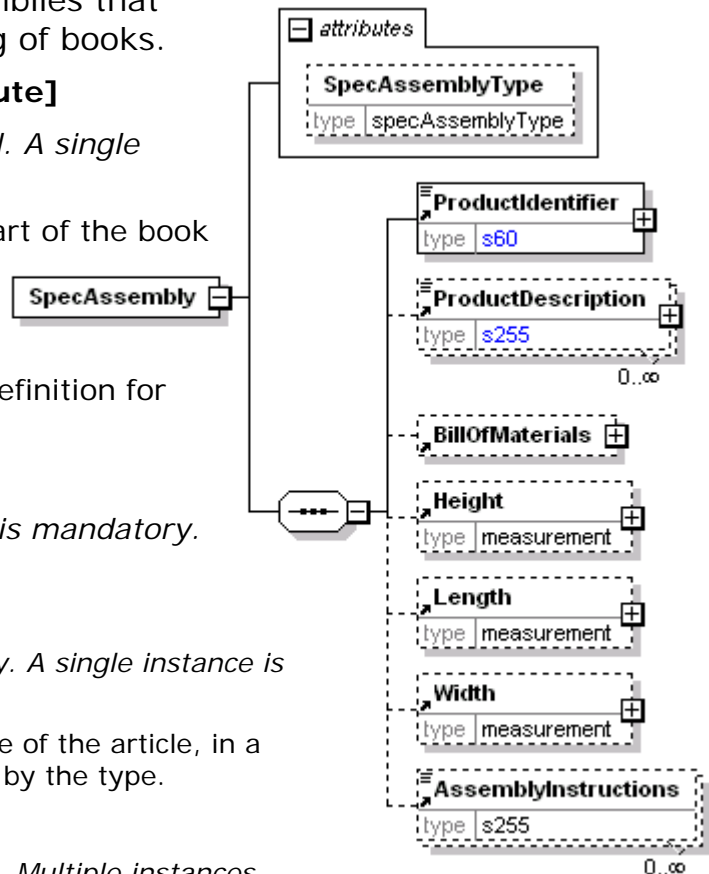 that
g of books.
ute]
. A single
art of the book
efinition for
is mandatory.
y. A single instance is
e of the article, in a
by the type.
. Multiple instances
attributes
SpecAssemblyType
type specAssemblyType
SpecAssembly
ProductIdentifier
type s60
ProductDescription
type s255
0..∞
BillOfMaterials
Height
type measurement
Length
type measurement
Width
type measurement
AssemblyInstructions
type s255
0..∞